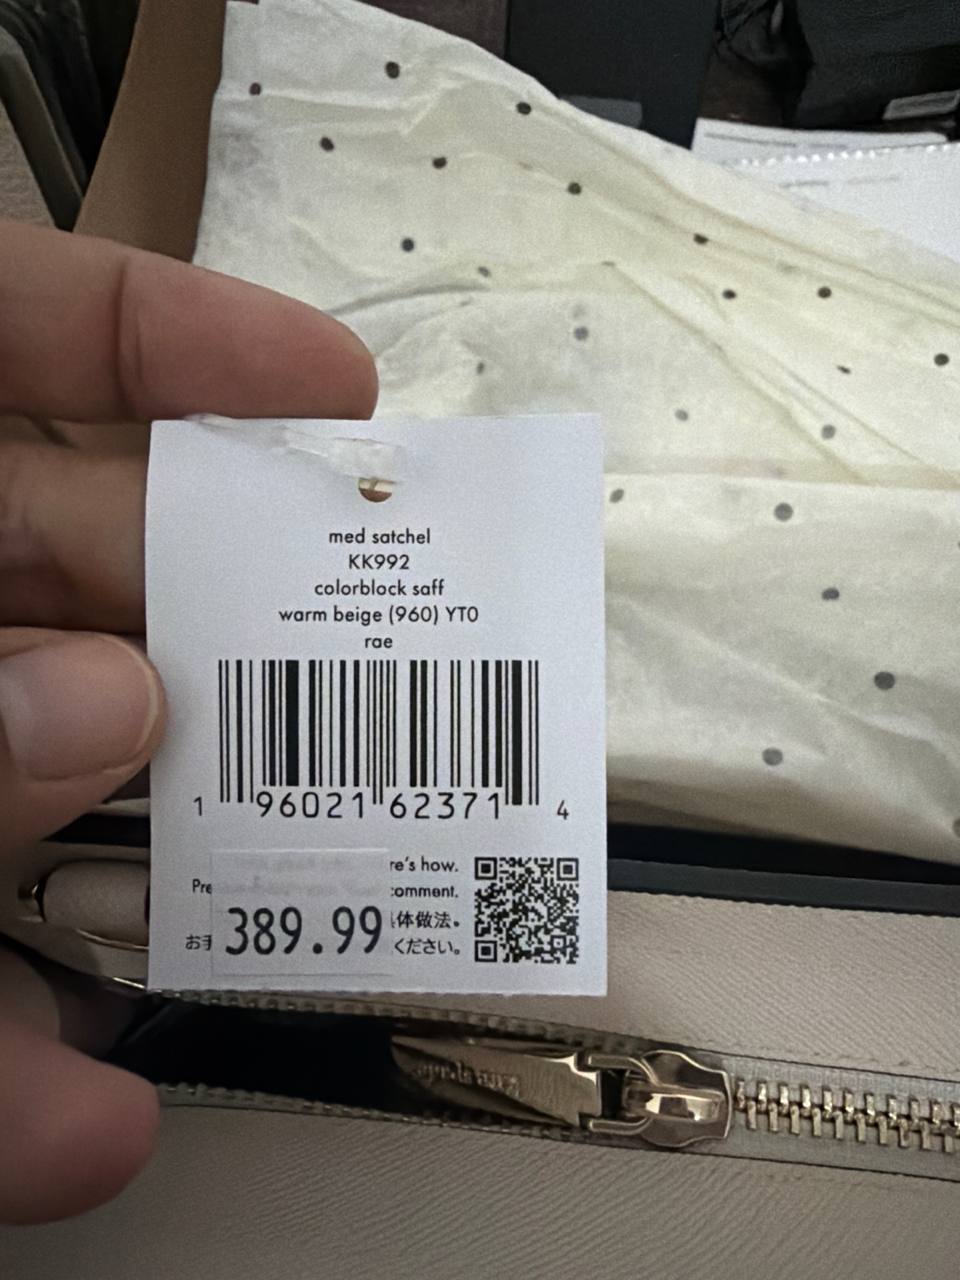 med satchel
KK992
colorblock saff
warm beige (960) YT0
rae
1 96021 62371 4
re's how.
Pre comment.
体做法。
お手 ください。
389.99